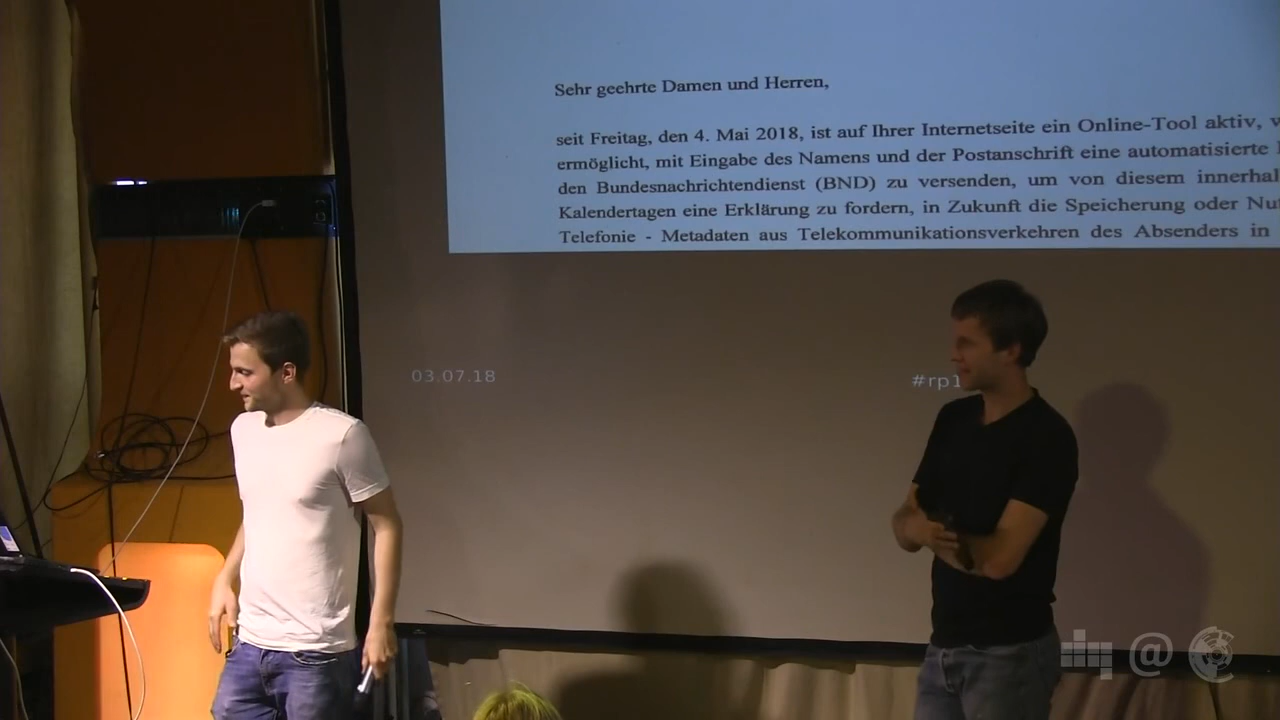 Sehr geehrte Damen und Herren,
seit Freitag, den 4. Mai 2018, ist auf Ihrer Internetseite ein Online-Tool aktiv,
ermöglicht, mit Eingabe des Namens und der Postanschrift eine automatisierte
den Bundesnachrichtendienst (BND) zu versenden, um von diesem innerhal
Kalendertagen eine Erklärung zu fordern, in Zukunft die Speicherung oder Nut
Telefonie - Metadaten aus Telekommunikationsverkehren des Absenders in
03.07.18 #rp1
@